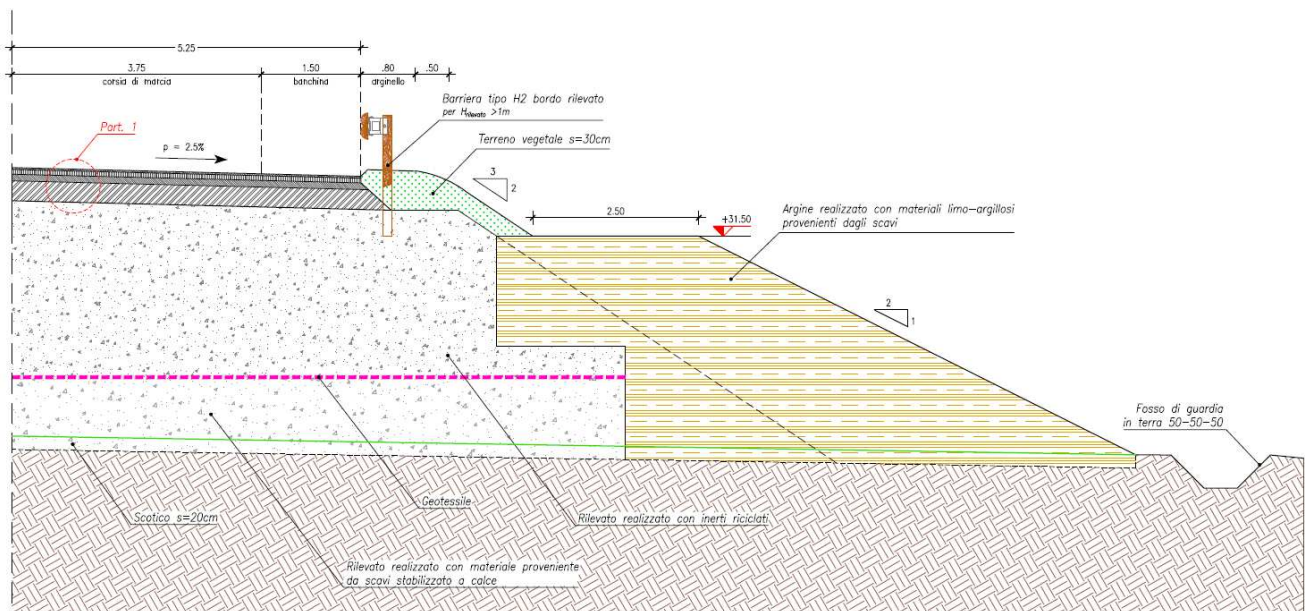 5.25
3.75
1.50
.80
.50
corsia di marcia
banchina
arginello
Barriera tipo H2 bordo rilevato
per Hrilevato >1m
Part. 1
Terreno vegetale s=30cm
p = 2.5%
3
2
2.50
+31.50
Argine realizzato con materiali limo-argillosi
provenienti dagli scavi
2
1
Fosso di guardia
in terra 50-50-50
Geotessile
Scotico s=20cm
Rilevato realizzato con inerti riciclati
Rilevato realizzato con materiale proveniente
da scavi stabilizzato a calce